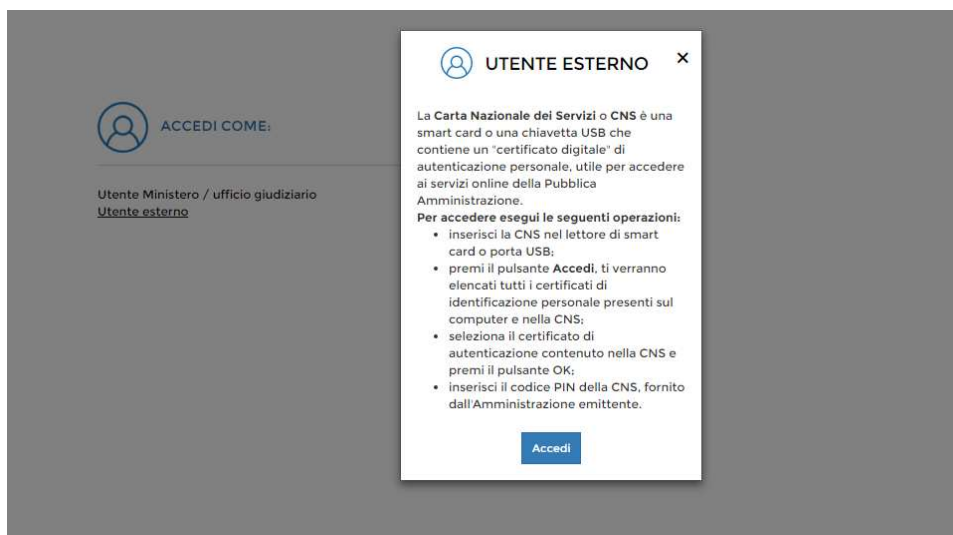 ACCEDI COME:
Utente Ministero / ufficio giudiziario
Utente esterno
UTENTE ESTERNO ×
La Carta Nazionale dei Servizi o CNS è una
smart card o una chiavetta USB che
contiene un "certificato digitale" di
autenticazione personale, utile per accedere
ai servizi online della Pubblica
Amministrazione.
Per accedere esegui le seguenti operazioni:
• inserisci la CNS nel lettore di smart
card o porta USB;
• premi il pulsante Accedi, ti verranno
elencati tutti i certificati di
identificazione personale presenti sul
computer e nella CNS;
• seleziona il certificato di
autenticazione contenuto nella CNS e
premi il pulsante OK;
• inserisci il codice PIN della CNS, fornito
dall'Amministrazione emittente.
Accedi